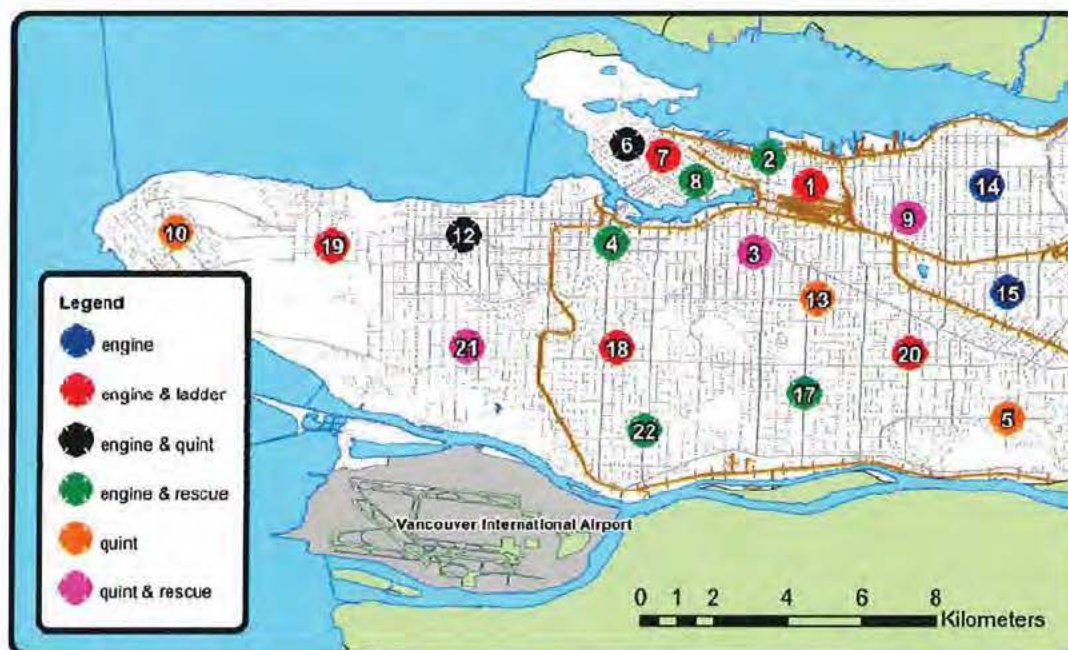 6
7
2
8
1
14
9
10
19
12
4
3
13
15
Legend
engine
engine & ladder
engine & quint
engine & rescue
quint
quint & rescue
21
18
20
17
5
22
Vancouver International Airport
0 1 2 4 6 8
Kilometers